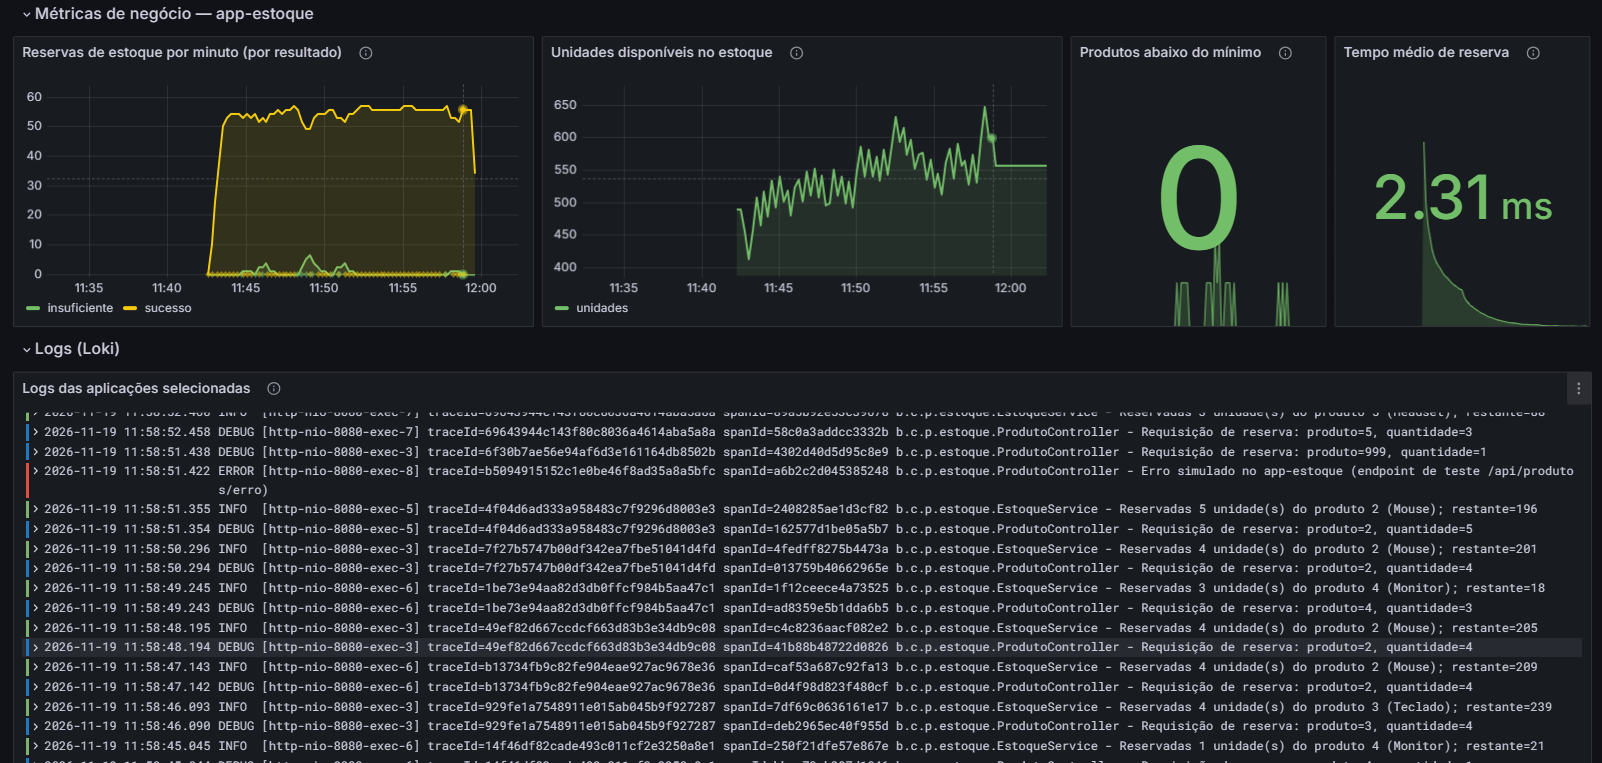 Métricas de negócio — app-estoque
Reservas de estoque por minuto (por resultado)
60
50
40
30
20
10
0
11:35 11:40 11:45 11:50 11:55 12:00
insuficiente sucesso
Unidades disponíveis no estoque
650
600
550
500
450
400
11:35 11:40 11:45 11:50 11:55 12:00
unidades
Produtos abaixo do mínimo
0
Tempo médio de reserva
2.31 ms
Logs (Loki)
Logs das aplicações selecionadas
2026-11-19 11:58:52.458 DEBUG [http-nio-8080-exec-7] traceId=69643944c143f80c8036a4614aba5a8a spanId=58c0a3addcc3332b b.c.p.estoque.ProdutoController - Requisição de reserva: produto=5, quantidade=3
2026-11-19 11:58:51.438 DEBUG [http-nio-8080-exec-3] traceId=6f30b7ae56e94af6d3e161164db8502b spanId=4302d40d5d95c8e9 b.c.p.estoque.ProdutoController - Requisição de reserva: produto=999, quantidade=1
2026-11-19 11:58:51.422 ERROR [http-nio-8080-exec-8] traceId=b5094915152c1e0be46f8ad35a8a5bfc spanId=a6b2c2d045385248 b.c.p.estoque.ProdutoController - Erro simulado no app-estoque (endpoint de teste /api/produto
s/erro)
2026-11-19 11:58:51.355 INFO [http-nio-8080-exec-5] traceId=4f04d6ad333a958483c7f9296d8003e3 spanId=2408285ae1d3cf82 b.c.p.estoque.EstoqueService - Reservadas 5 unidade(s) do produto 2 (Mouse); restante=196
2026-11-19 11:58:51.354 DEBUG [http-nio-8080-exec-5] traceId=4f04d6ad333a958483c7f9296d8003e3 spanId=162577d1be05a5b7 b.c.p.estoque.ProdutoController - Requisição de reserva: produto=2, quantidade=5
2026-11-19 11:58:50.296 INFO [http-nio-8080-exec-3] traceId=7f27b5747b00df342ea7fbe51041d4fd spanId=4fedff8275b4473a b.c.p.estoque.EstoqueService - Reservadas 4 unidade(s) do produto 2 (Mouse); restante=201
2026-11-19 11:58:50.294 DEBUG [http-nio-8080-exec-3] traceId=7f27b5747b00df342ea7fbe51041d4fd spanId=013759b40662965e b.c.p.estoque.ProdutoController - Requisição de reserva: produto=2, quantidade=4
2026-11-19 11:58:49.245 INFO [http-nio-8080-exec-6] traceId=1be73e94aa82d3db0ffcf984b5aa47c1 spanId=1f12ceece4a73525 b.c.p.estoque.EstoqueService - Reservadas 3 unidade(s) do produto 4 (Monitor); restante=18
2026-11-19 11:58:49.243 DEBUG [http-nio-8080-exec-6] traceId=1be73e94aa82d3db0ffcf984b5aa47c1 spanId=ad8359e5b1dda6b5 b.c.p.estoque.ProdutoController - Requisição de reserva: produto=4, quantidade=3
2026-11-19 11:58:48.195 INFO [http-nio-8080-exec-3] traceId=49ef82d667ccdcf663d83b3e34db9c08 spanId=c4c8236aacf082e2 b.c.p.estoque.EstoqueService - Reservadas 4 unidade(s) do produto 2 (Mouse); restante=205
2026-11-19 11:58:48.194 DEBUG [http-nio-8080-exec-3] traceId=49ef82d667ccdcf663d83b3e34db9c08 spanId=41b88b48722d0826 b.c.p.estoque.ProdutoController - Requisição de reserva: produto=2, quantidade=4
2026-11-19 11:58:47.143 INFO [http-nio-8080-exec-6] traceId=b13734fb9c82fe904eae927ac9678e36 spanId=caf53a687c92fa13 b.c.p.estoque.EstoqueService - Reservadas 4 unidade(s) do produto 2 (Mouse); restante=209
2026-11-19 11:58:47.142 DEBUG [http-nio-8080-exec-6] traceId=b13734fb9c82fe904eae927ac9678e36 spanId=0d4f98d823f480cf b.c.p.estoque.ProdutoController - Requisição de reserva: produto=2, quantidade=4
2026-11-19 11:58:46.093 INFO [http-nio-8080-exec-3] traceId=929fe1a7548911e015ab045b9f927287 spanId=7df69c0636161e17 b.c.p.estoque.EstoqueService - Reservadas 4 unidade(s) do produto 3 (Teclado); restante=239
2026-11-19 11:58:46.090 DEBUG [http-nio-8080-exec-3] traceId=929fe1a7548911e015ab045b9f927287 spanId=deb2965ec40f955d b.c.p.estoque.ProdutoController - Requisição de reserva: produto=3, quantidade=4
2026-11-19 11:58:45.045 INFO [http-nio-8080-exec-6] traceId=14f46df82cade493c011cf2e3250a8e1 spanId=250f21dfe57e867e b.c.p.estoque.EstoqueService - Reservadas 1 unidade(s) do produto 4 (Monitor); restante=21